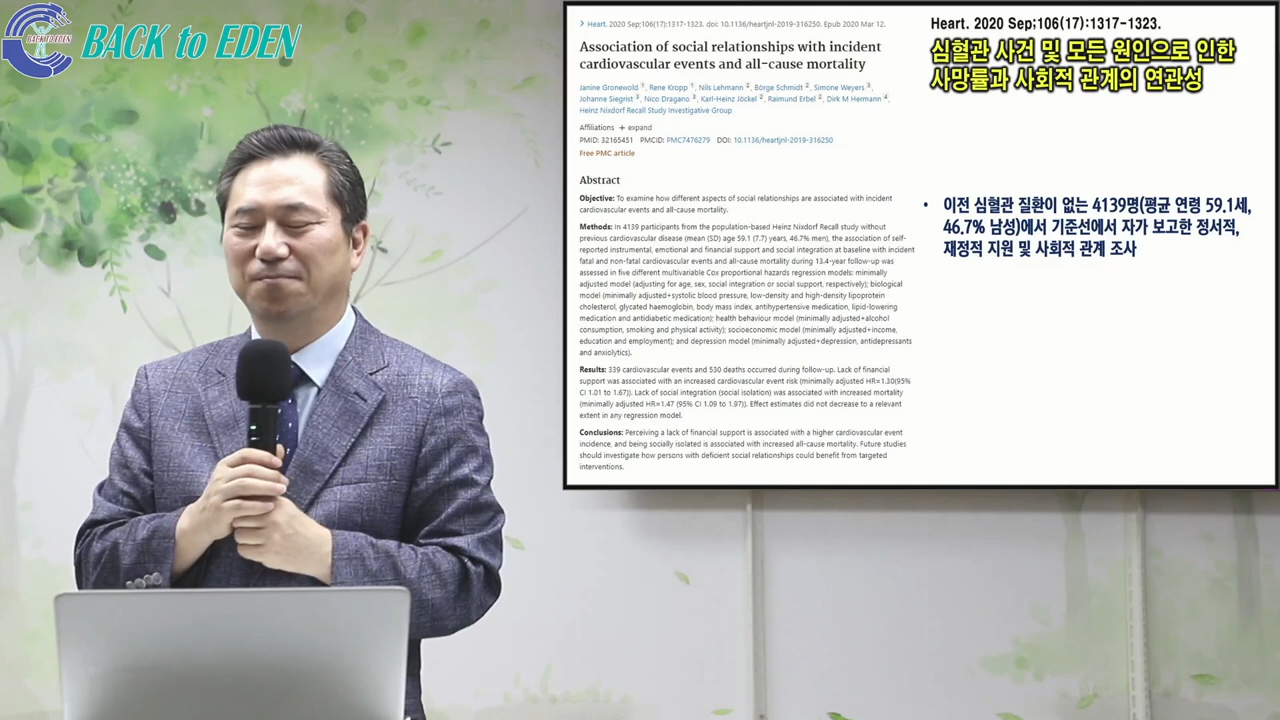 BACK to EDEN
BACK TO EDEN
Heart. 2020 Sep;106(17):1317-1323. doi: 10.1136/heartjnl-2019-316250. Epub 2020 Mar 12.
Association of social relationships with incident
cardiovascular events and all-cause mortality
Janine Gronewold 1, Rene Kropp 1, Nils Lehmann 2, Börge Schmidt 2, Simone Weyers 3,
Johannes Siegrist 3, Nico Dragano 3, Karl-Heinz Jöckel 2, Raimund Erbel 2, Dirk M Hermann 4,
Heinz Nixdorf Recall Study Investigative Group
Affiliations + expand
PMID: 32165451 PMCID: PMC7476279 DOI: 10.1136/heartjnl-2019-316250
Free PMC article
Abstract
Objective: To examine how different aspects of social relationships are associated with incident
cardiovascular events and all-cause mortality.
Methods: In 4139 participants from the population-based Heinz Nixdorf Recall study without
previous cardiovascular disease (mean (SD) age 59.1 (7.7) years, 46.7% men), the association of self-
reported instrumental, emotional and financial support and social integration at baseline with incident
fatal and non-fatal cardiovascular events and all-cause mortality during 13.4-year follow-up was
assessed in five different multivariable Cox proportional hazards regression models: minimally
adjusted model (adjusting for age, sex, social integration or social support, respectively); biological
model (minimally adjusted+systolic blood pressure, low-density and high-density lipoprotein
cholesterol, glycated haemoglobin, body mass index, antihypertensive medication, lipid-lowering
medication and antidiabetic medication); health behaviour model (minimally adjusted+alcohol
consumption, smoking and physical activity); socioeconomic model (minimally adjusted+income,
education and employment); and depression model (minimally adjusted+depression, antidepressants
and anxiolytics).
Results: 339 cardiovascular events and 530 deaths occurred during follow-up. Lack of financial
support was associated with an increased cardiovascular event risk (minimally adjusted HR=1.30(95%
CI 1.01 to 1.67)). Lack of social integration (social isolation) was associated with increased mortality
(minimally adjusted HR=1.47 (95% CI 1.09 to 1.97)). Effect estimates did not decrease to a relevant
extent in any regression model.
Conclusions: Perceiving a lack of financial support is associated with a higher cardiovascular event
incidence, and being socially isolated is associated with increased all-cause mortality. Future studies
should investigate how persons with deficient social relationships could benefit from targeted
interventions.
Heart. 2020 Sep;106(17):1317-1323.
심혈관 사건 및 모든 원인으로 인한
사망률과 사회적 관계의 연관성
• 이전 심혈관 질환이 없는 4139명(평균 연령 59.1세,
46.7% 남성)에서 기준선에서 자가 보고한 정서적,
재정적 지원 및 사회적 관계 조사